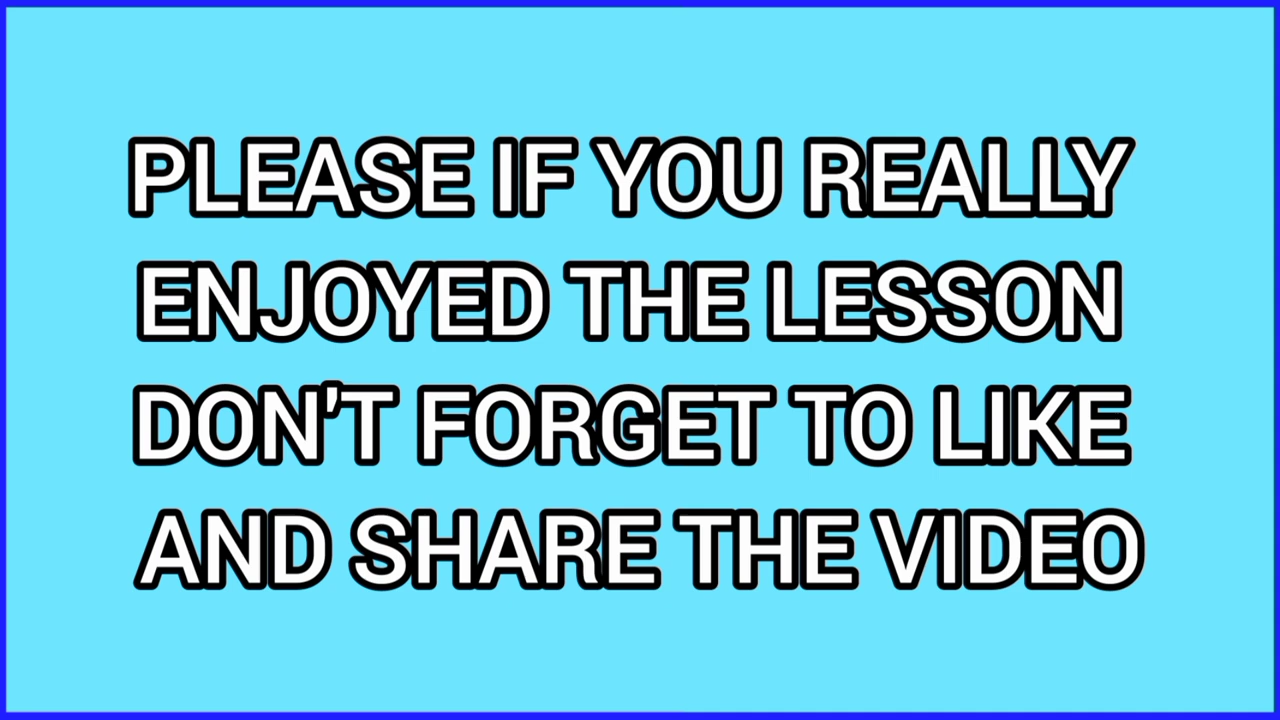 PLEASE IF YOU REALLY
ENJOYED THE LESSON
DON'T FORGET TO LIKE
AND SHARE THE VIDEO